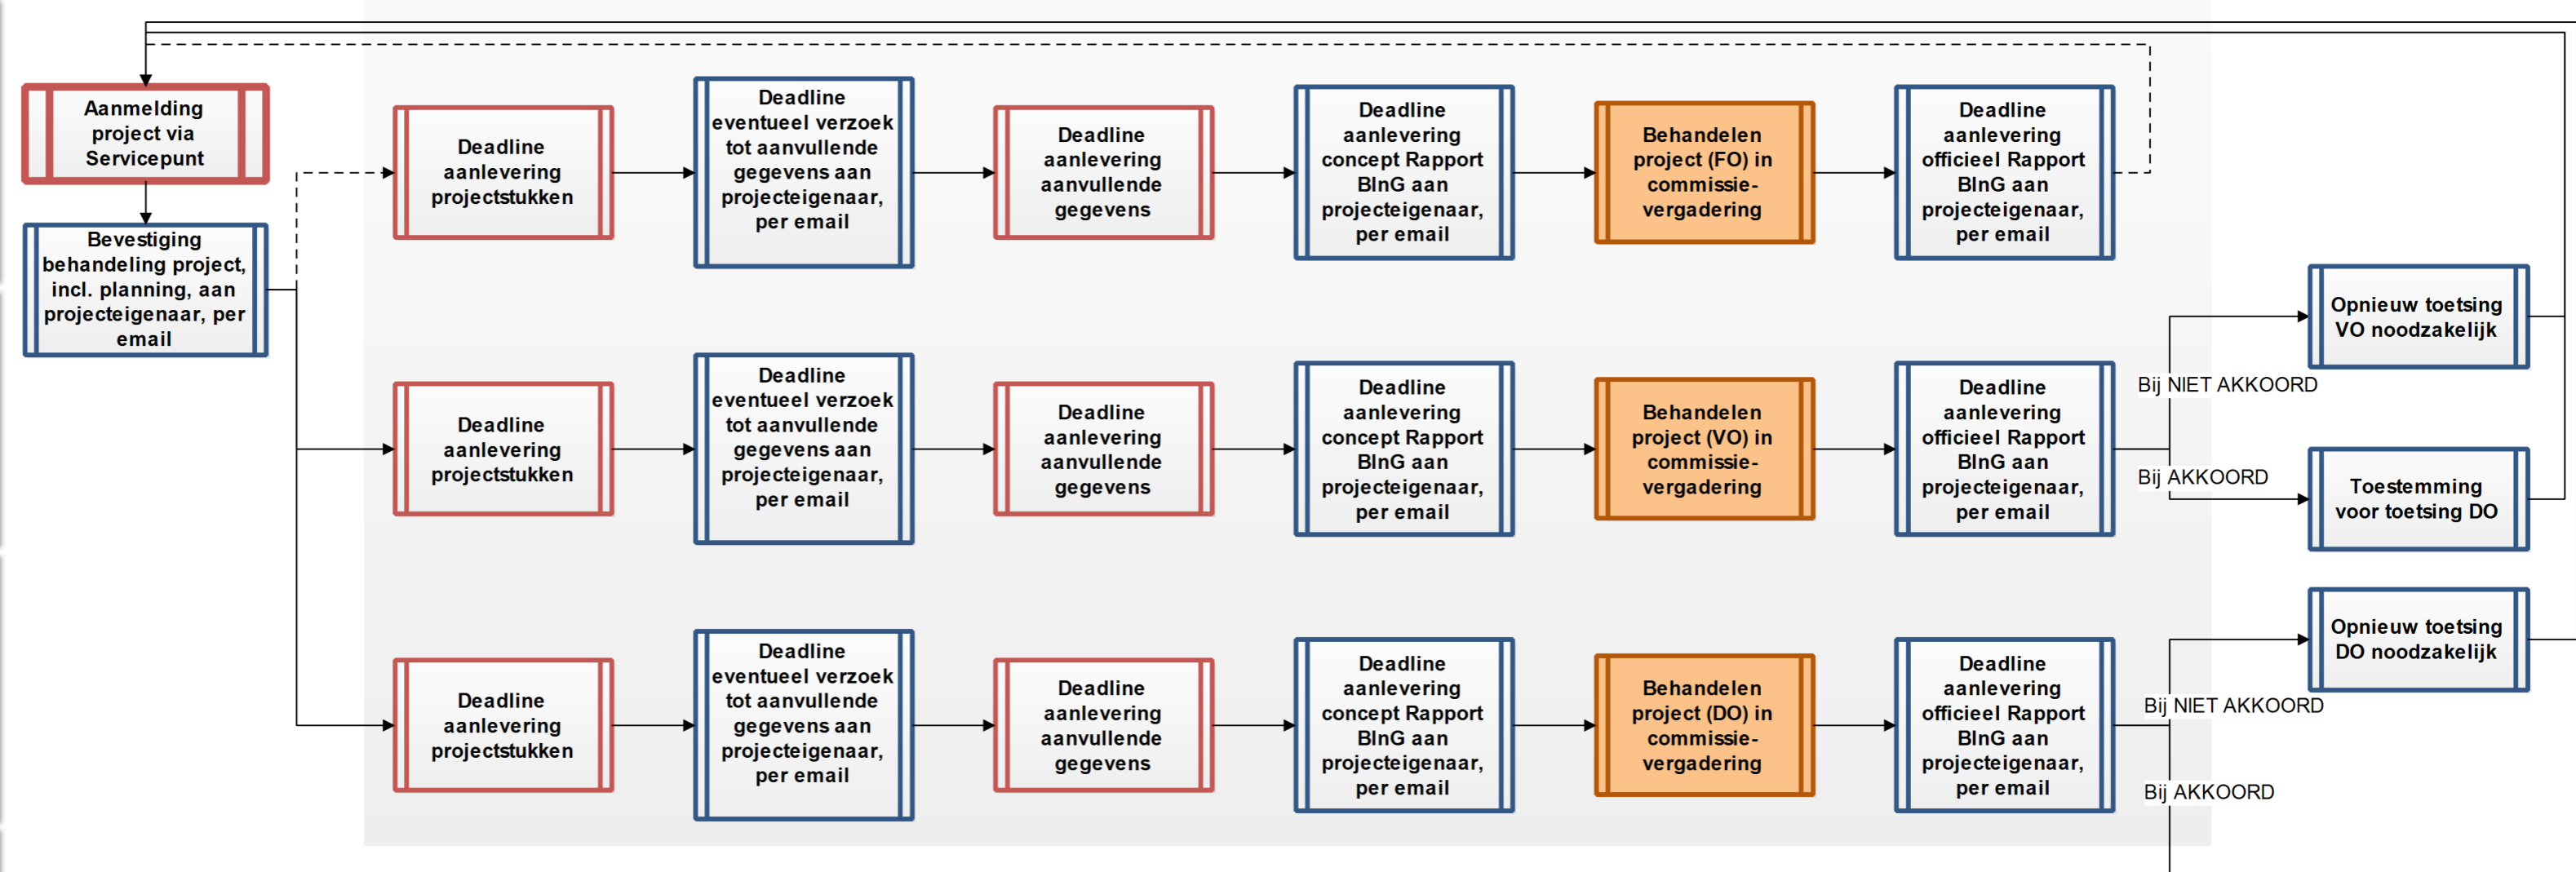 Aanmelding
project via
Servicepunt
Bevestiging
behandeling project,
incl. planning, aan
projecteigenaar, per
email
Deadline
aanlevering
projectstukken
Deadline
eventueel verzoek
tot aanvullende
gegevens aan
projecteigenaar,
per email
Deadline
aanlevering
aanvullende
gegevens
Deadline
aanlevering
concept Rapport
BInG aan
projecteigenaar,
per email
Behandelen
project (FO) in
commissie-
vergadering
Deadline
aanlevering
officieel Rapport
BInG aan
projecteigenaar,
per email
Deadline
aanlevering
projectstukken
Deadline
eventueel verzoek
tot aanvullende
gegevens aan
projecteigenaar,
per email
Deadline
aanlevering
aanvullende
gegevens
Deadline
aanlevering
concept Rapport
BInG aan
projecteigenaar,
per email
Behandelen
project (VO) in
commissie-
vergadering
Deadline
aanlevering
officieel Rapport
BInG aan
projecteigenaar,
per email
Bij NIET AKKOORD
Opnieuw toetsing
VO noodzakelijk
Bij AKKOORD
Toestemming
voor toetsing DO
Deadline
aanlevering
projectstukken
Deadline
eventueel verzoek
tot aanvullende
gegevens aan
projecteigenaar,
per email
Deadline
aanlevering
aanvullende
gegevens
Deadline
aanlevering
concept Rapport
BInG aan
projecteigenaar,
per email
Behandelen
project (DO) in
commissie-
vergadering
Deadline
aanlevering
officieel Rapport
BInG aan
projecteigenaar,
per email
Bij NIET AKKOORD
Opnieuw toetsing
DO noodzakelijk
Bij AKKOORD